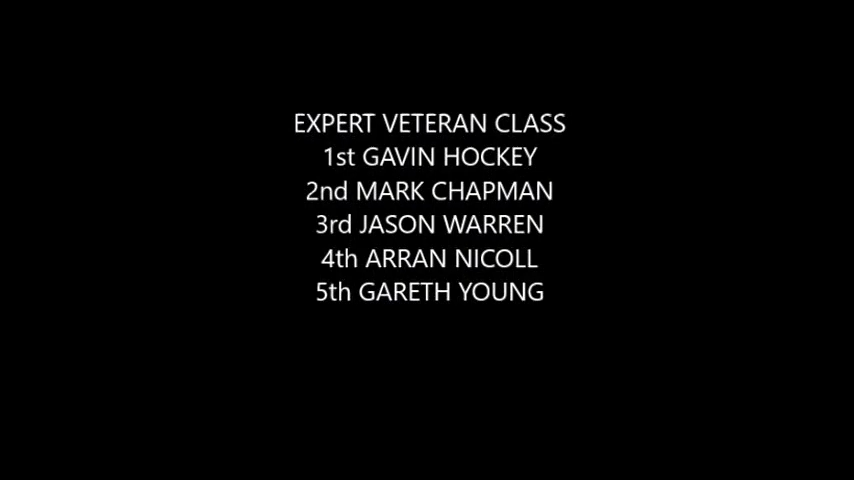 EXPERT VETERAN CLASS
1st GAVIN HOCKEY
2nd MARK CHAPMAN
3rd JASON WARREN
4th ARRAN NICOLL
5th GARETH YOUNG